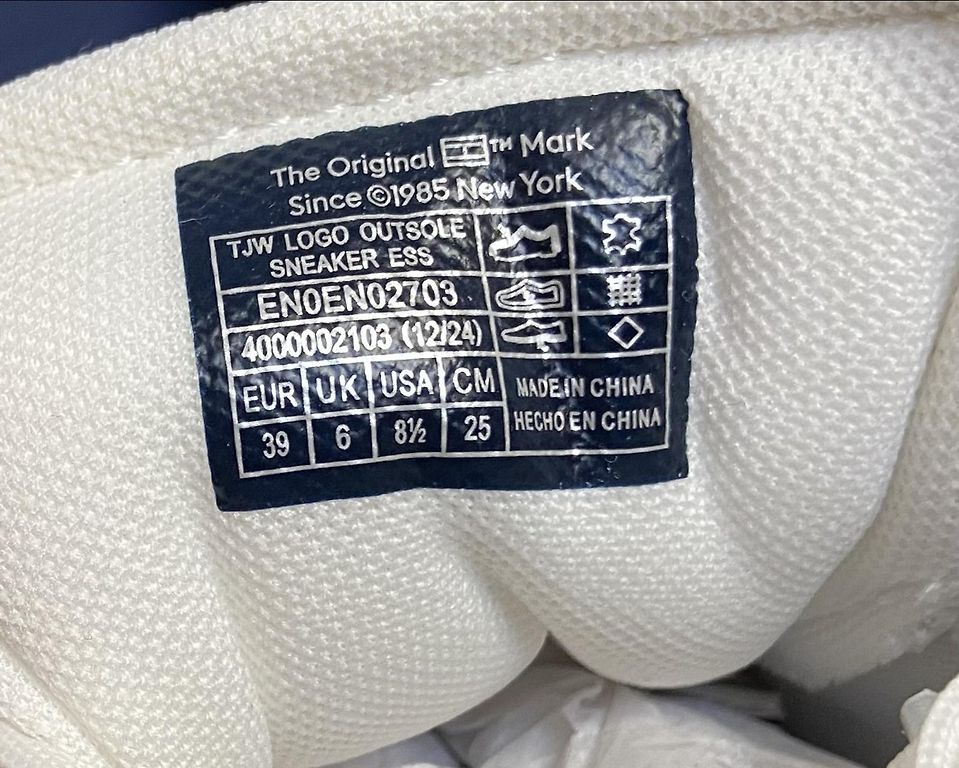 The Original ™ Mark
Since ©1985 New York
TJW LOGO OUTSOLE
SNEAKER ESS
EN0EN02703
4000002103 (12/24)
EUR UK USA CM
39 6 8½ 25
MADE IN CHINA
HECHO EN CHINA